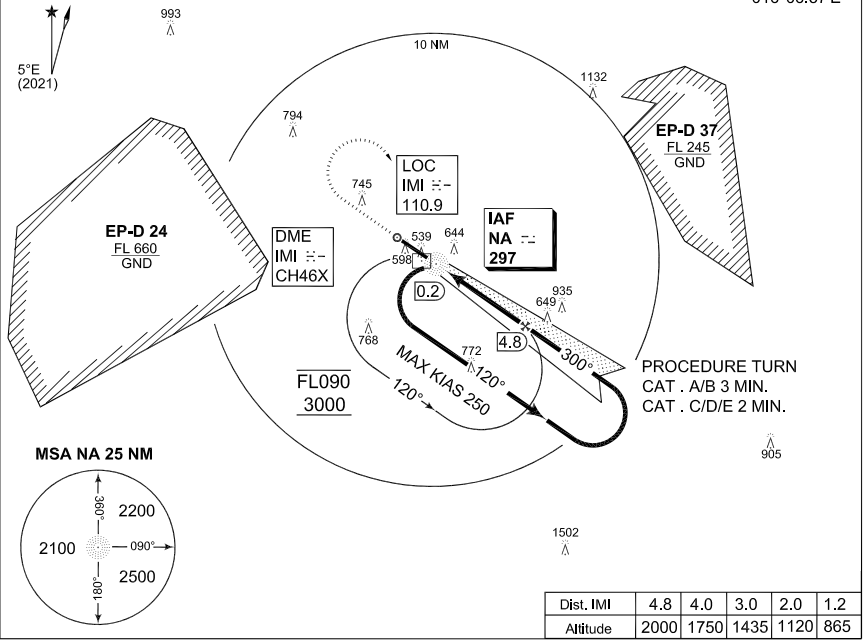 993
5°E
(2021)
10 NM
1132
794
EP-D 37
FL 245
GND
LOC
IMI
110.9
745
IAF
NA
297
EP-D 24
FL 660
GND
DME
IMI
CH46X
539
644
598
0.2
935
649
4.8
768
772
300°
MAX KIAS 250
120°
120°
FL090
3000
PROCEDURE TURN
CAT . A/B 3 MIN.
CAT . C/D/E 2 MIN.
905
MSA NA 25 NM
360°
2200
2100
090°
2500
180°
1502
Dist. IMI 4.8 4.0 3.0 2.0 1.2
Altitude 2000 1750 1435 1120 865